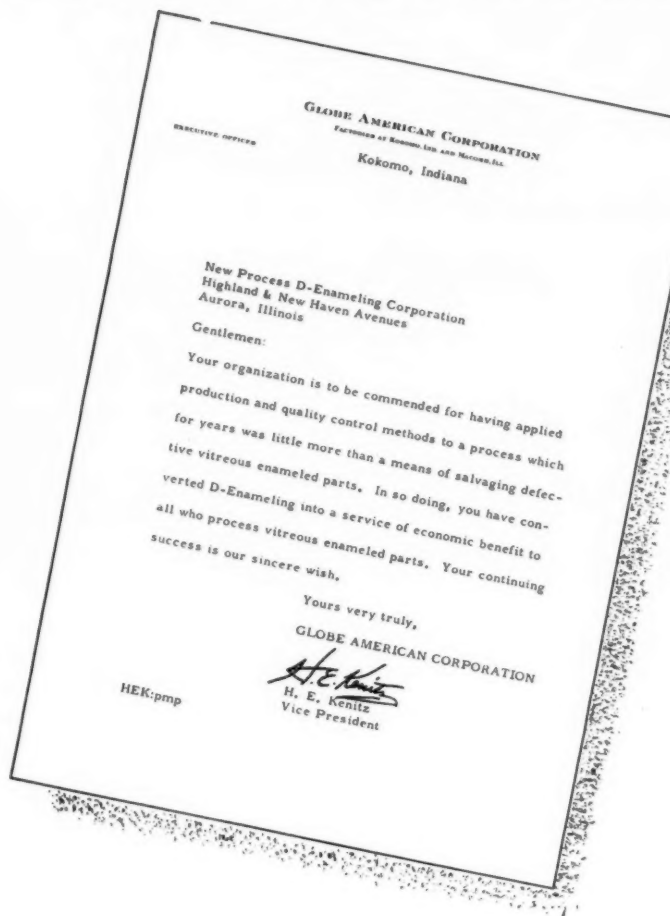 GLOBE AMERICAN CORPORATION
FACTORIES AT KOKOMO, IND. AND MACOMB, ILL.
EXECUTIVE OFFICES
Kokomo, Indiana
New Process D-Enameling Corporation
Highland & New Haven Avenues
Aurora, Illinois
Gentlemen:
Your organization is to be commended for having applied
production and quality control methods to a process which
for years was little more than a means of salvaging defec-
tive vitreous enameled parts. In so doing, you have con-
verted D-Enameling into a service of economic benefit to
all who process vitreous enameled parts. Your continuing
success is our sincere wish.
Yours very truly,
GLOBE AMERICAN CORPORATION
H. E. Kenitz
H. E. Kenitz
Vice President
HEK:pmp